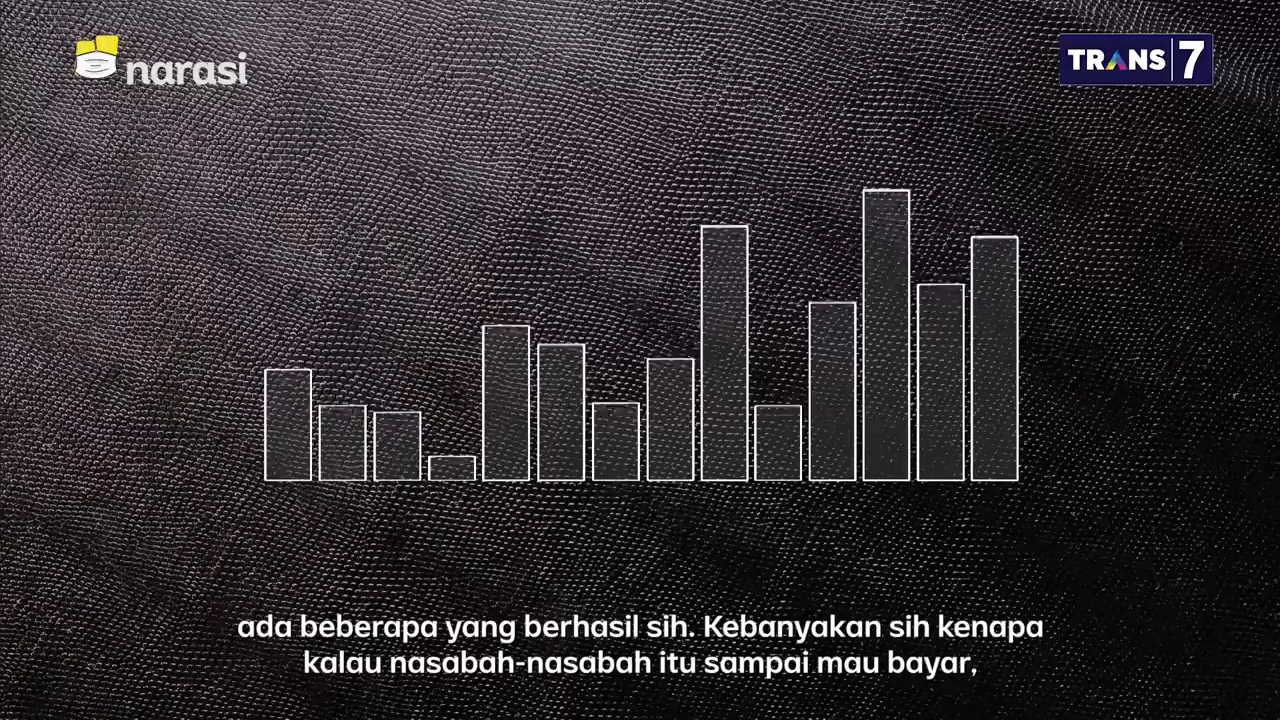 narasi
TRANS 7
ada beberapa yang berhasil sih. Kebanyakan sih kenapa
kalau nasabah-nasabah itu sampai mau bayar,